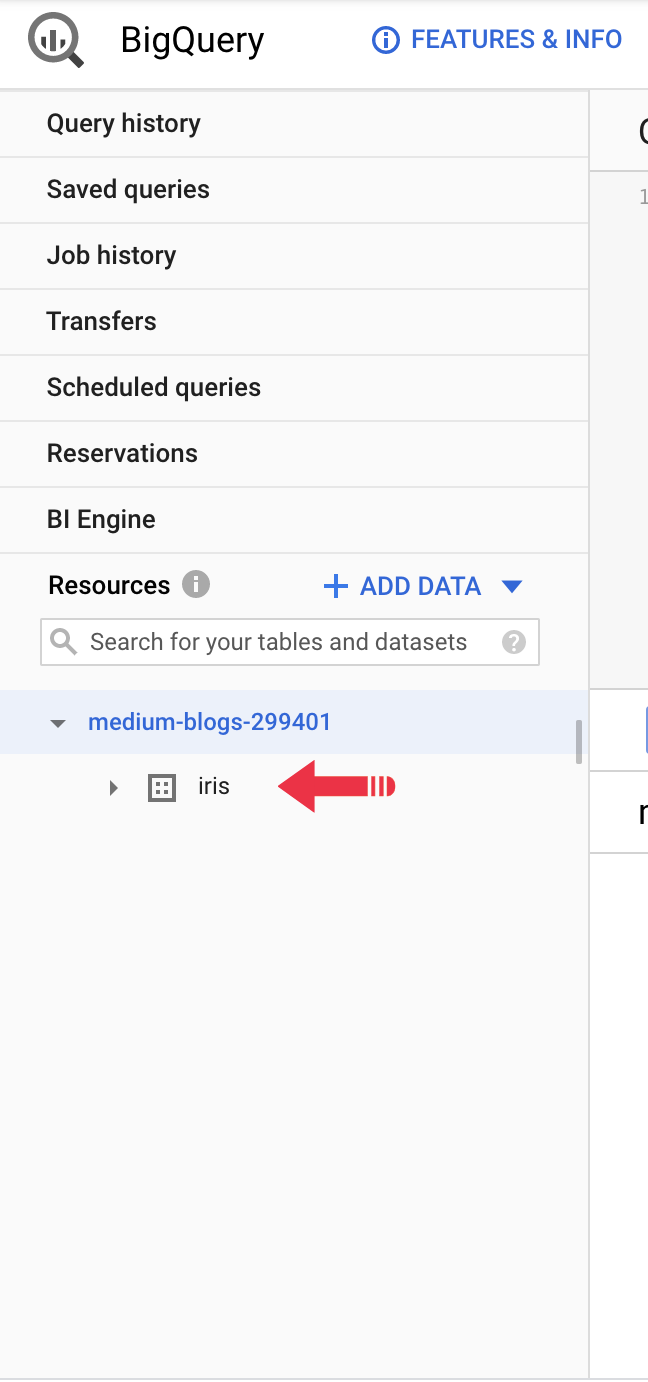 BigQuery
FEATURES & INFO
Query history
Saved queries
1
Job history
Transfers
Scheduled queries
Reservations
BI Engine
Resources
+ ADD DATA
Search for your tables and datasets
medium-blogs-299401
iris